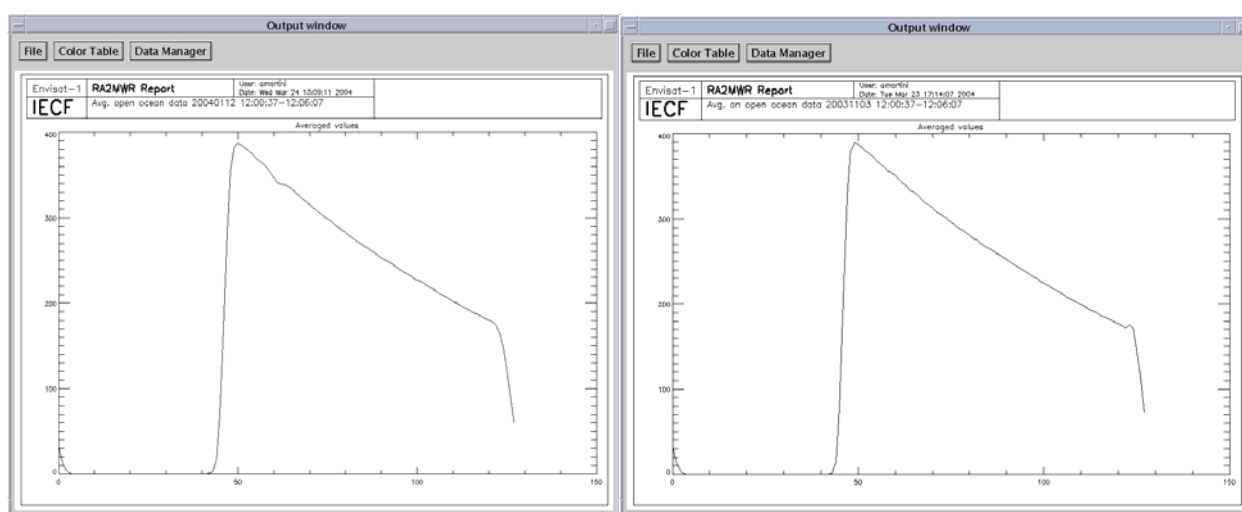 Output window
File Color Table Data Manager
Envisat-1 RA2MWR Report User: amartini
Date: Wed Mar 24 13:09:11 2004
IECF Avg. open ocean data 20040112 12:00:37-12:06:07
Averaged values
400
300
200
100
0
0 50 100 150
Output window
File Color Table Data Manager
Envisat-1 RA2MWR Report User: amartini
Date: Tue Mar 23 17:14:07 2004
IECF Avg. on open ocean data 20031103 12:00:37-12:06:07
Averaged values
400
300
200
100
0
0 50 100 150